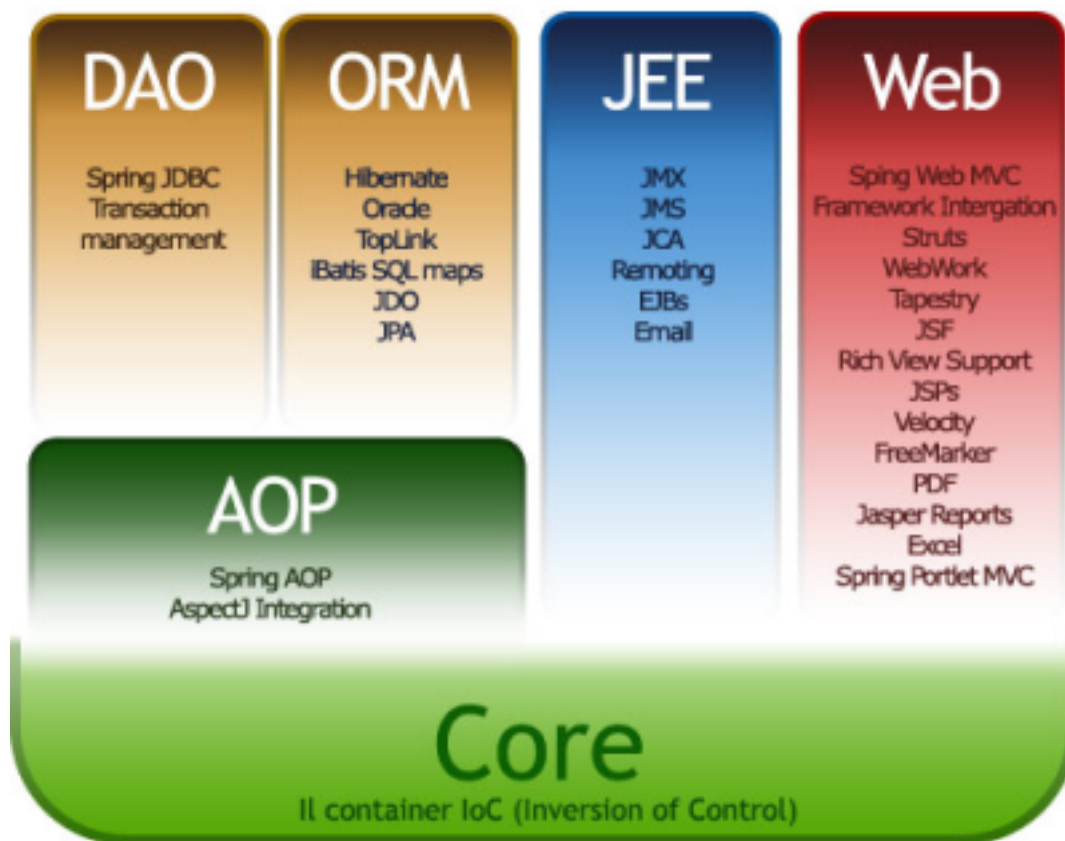 DAO
Spring JDBC
Transaction
management
ORM
Hibernate
Oracle
TopLink
iBatis SQL maps
JDO
JPA
JEE
JMX
JMS
JCA
Remoting
EJBs
Email
Web
Sping Web MVC
Framework Intergation
Struts
WebWork
Tapestry
JSF
Rich View Support
JSPs
Velocity
FreeMarker
PDF
Jasper Reports
Excel
Spring Portlet MVC
AOP
Spring AOP
AspectJ Integration
Core
Il container IoC (Inversion of Control)